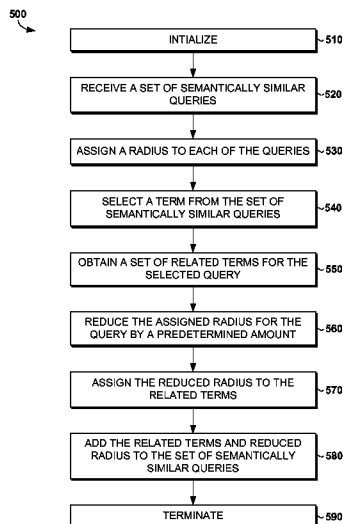 500
INTIALIZE
510
RECEIVE A SET OF SEMANTICALLY SIMILAR
QUERIES
520
ASSIGN A RADIUS TO EACH OF THE QUERIES
530
SELECT A TERM FROM THE SET OF
SEMANTICALLY SIMILAR QUERIES
540
OBTAIN A SET OF RELATED TERMS FOR THE
SELECTED QUERY
550
REDUCE THE ASSIGNED RADIUS FOR THE
QUERY BY A PREDETERMINED AMOUNT
560
ASSIGN THE REDUCED RADIUS TO THE
RELATED TERMS
570
ADD THE RELATED TERMS AND REDUCED
RADIUS TO THE SET OF SEMANTICALLY
SIMILAR QUERIES
580
TERMINATE
590